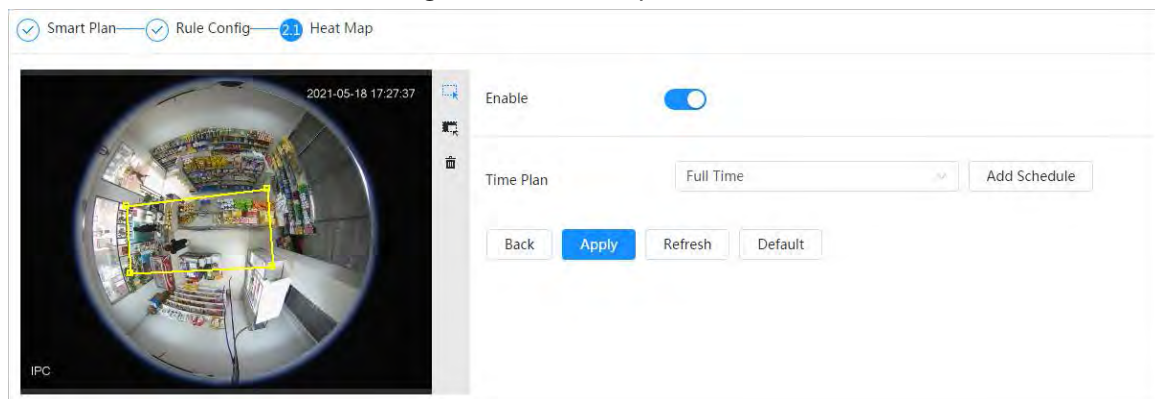 Smart Plan Rule Config 2.1 Heat Map
2021-05-18 17:27:37
IPC
Enable
Time Plan Full Time Add Schedule
Back Apply Refresh Default